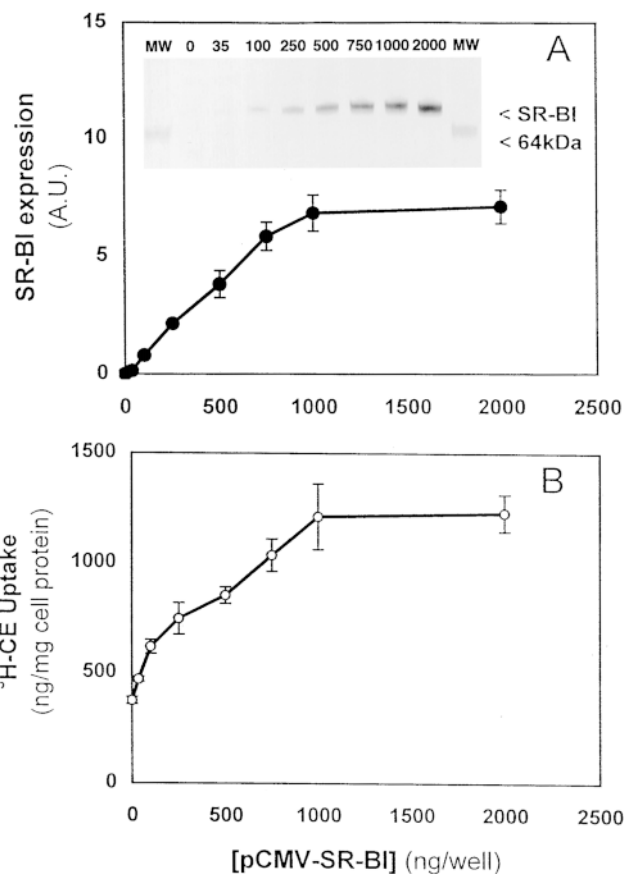 15
MW 0 35 100 250 500 750 1000 2000 MW
A
< SR-BI
10
< 64kDa
SR-BI expression
(A.U.)
5
0
0 500 1000 1500 2000 2500
1500
B
1000
H-CE Uptake
(ng/mg cell protein)
500
0
0 500 1000 1500 2000 2500
[pCMV-SR-BI] (ng/well)